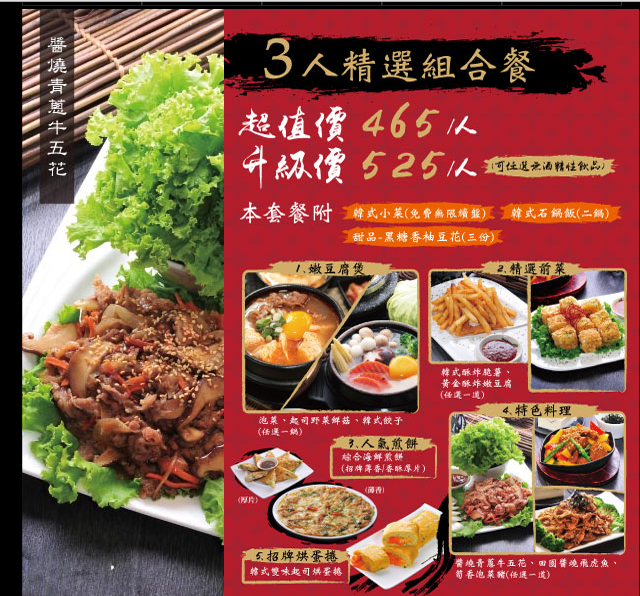 醬燒青蔥牛五花
3人精選組合餐
超值價 465/人
升級價 525/人 (可任選無酒精性飲品)
本套餐附 韓式小菜(免費無限續盤) 韓式石鍋飯(二鍋)
甜品-黑糖香柚豆花(三份)
1.嫩豆腐煲
泡菜、起司野菜鮮菇、韓式餃子
(任選一鍋)
2.精選前菜
韓式酥炸脆薯、
黃金酥炸嫩豆腐
(任選一道)
3.人氣煎餅
綜合海鮮煎餅
(招牌薄香/香酥厚片)
(厚片)
(薄香)
4.特色料理
醬燒青蔥牛五花、田園醬燒飛虎魚、
筍香泡菜豬(任選一道)
5.招牌烘蛋捲
韓式雙味起司烘蛋捲